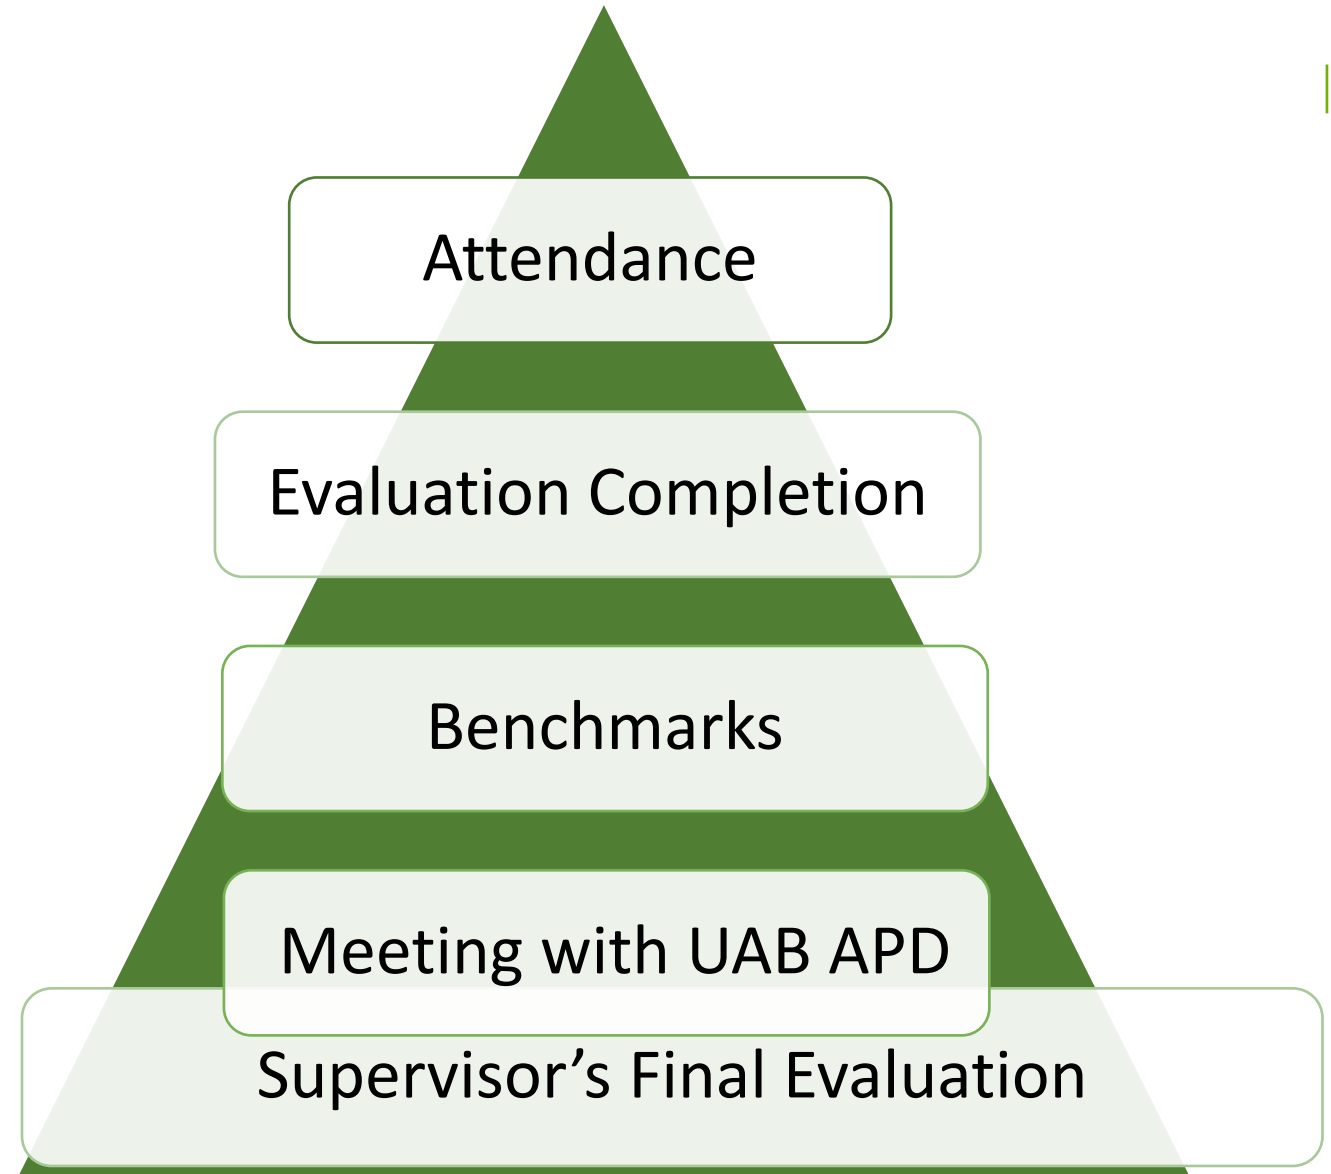 Attendance
Evaluation Completion
Benchmarks
Meeting with UAB APD
Supervisor’s Final Evaluation